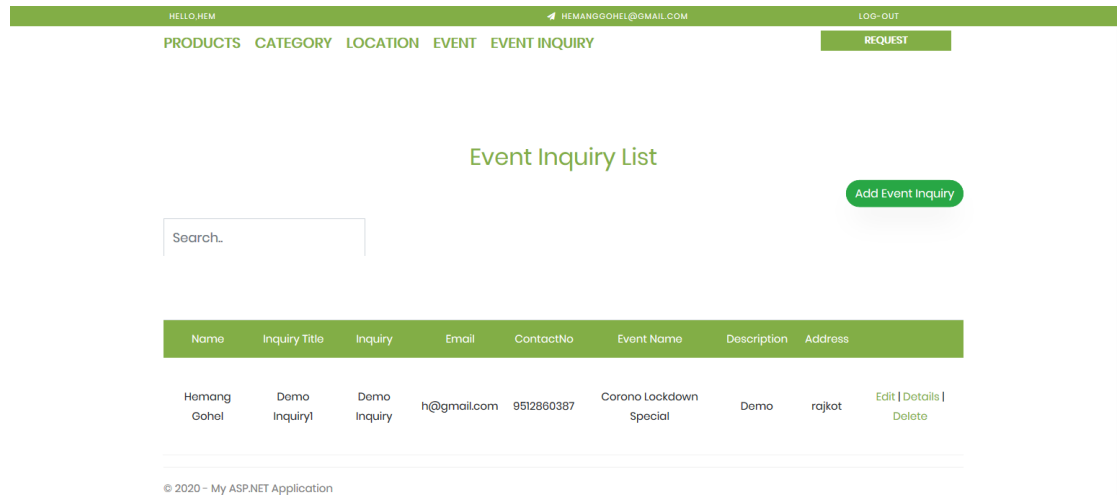 HELLO,HEM HEMANGGOHEL@GMAIL.COM LOG-OUT
PRODUCTS CATEGORY LOCATION EVENT EVENT INQUIRY REQUEST
Event Inquiry List
Add Event Inquiry
Search..
Name Inquiry Title Inquiry Email ContactNo Event Name Description Address
Hemang Gohel Demo Inquiry1 Demo Inquiry h@gmail.com 9512860387 Corono Lockdown Special Demo rajkot Edit | Details | Delete
© 2020 - My ASP.NET Application